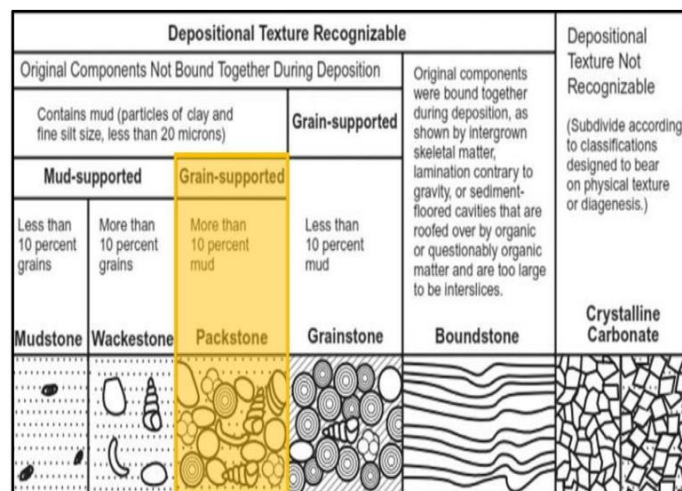 Depositional Texture Recognizable
Original Components Not Bound Together During Deposition
Contains mud (particles of clay and
fine silt size, less than 20 microns)
Grain-supported
Mud-supported
Grain-supported
Less than
10 percent
grains
More than
10 percent
grains
More than
10 percent
mud
Less than
10 percent
mud
Mudstone
Wackestone
Packstone
Grainstone
Original components
were bound together
during deposition, as
shown by intergrown
skeletal matter,
lamination contrary to
gravity, or sediment-
floored cavities that are
roofed over by organic
or questionably organic
matter and are too large
to be interslices.
Boundstone
Depositional
Texture Not
Recognizable
(Subdivide according
to classifications
designed to bear
on physical texture
or diagenesis.)
Crystalline
Carbonate